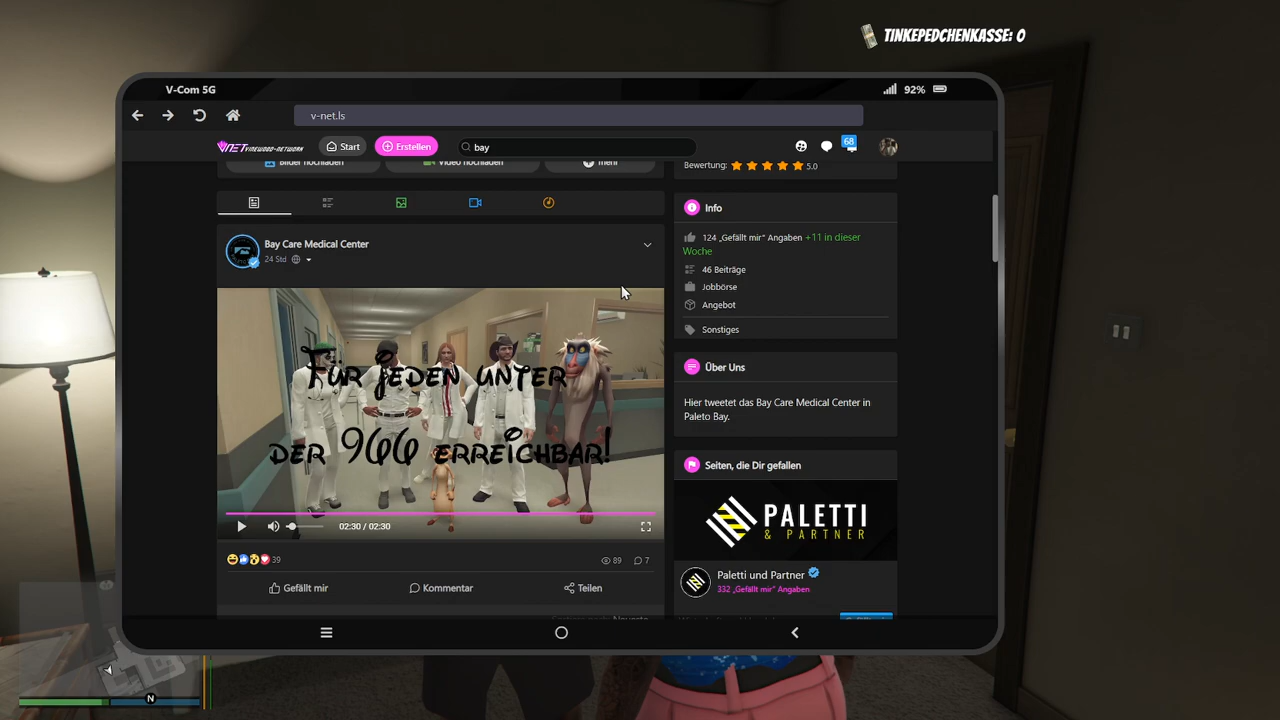 TINKEPEDCHENKASSE: 0
V-Com 5G
92%
v-net.ls
VNET VINEWOOD-NETWORK
Start
Erstellen
bay
68
Bilder hochladen
Video hochladen
mehr
Bewertung: 5.0
Info
124 „Gefällt mir“ Angaben +11 in dieser
Woche
46 Beiträge
Jobbörse
Angebot
Sonstiges
Bay Care Medical Center
24 Std
Für jeden unter
der 966 erreichbar!
02:30 / 02:30
39
89
7
Gefällt mir
Kommentar
Teilen
Über Uns
Hier tweetet das Bay Care Medical Center in
Paleto Bay.
Seiten, die Dir gefallen
PALETTI
& PARTNER
Paletti und Partner
332 „Gefällt mir“ Angaben
N